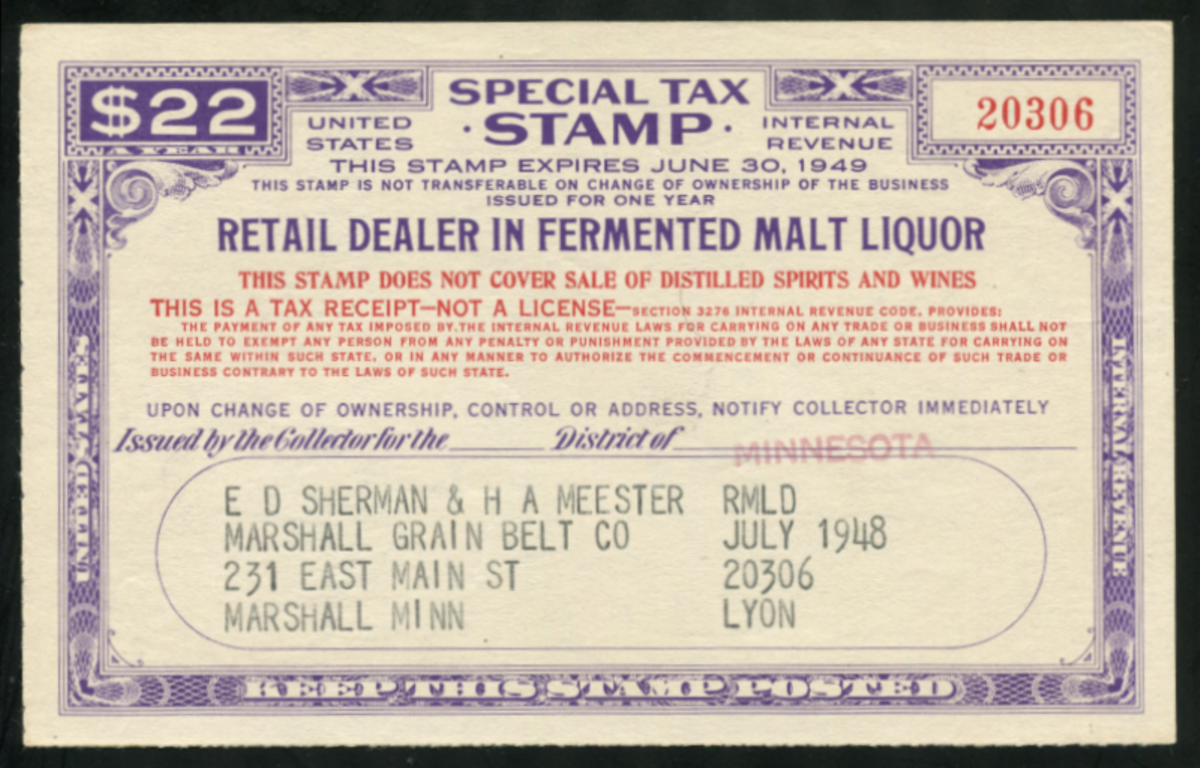 $22
A YEAR
UNITED STATES
SPECIAL TAX
· STAMP ·
INTERNAL REVENUE
20306
THIS STAMP EXPIRES JUNE 30, 1949
THIS STAMP IS NOT TRANSFERABLE ON CHANGE OF OWNERSHIP OF THE BUSINESS
ISSUED FOR ONE YEAR
RETAIL DEALER IN FERMENTED MALT LIQUOR
THIS STAMP DOES NOT COVER SALE OF DISTILLED SPIRITS AND WINES
THIS IS A TAX RECEIPT—NOT A LICENSE—SECTION 3276 INTERNAL REVENUE CODE, PROVIDES:
THE PAYMENT OF ANY TAX IMPOSED BY THE INTERNAL REVENUE LAWS FOR CARRYING ON ANY TRADE OR BUSINESS SHALL NOT
BE HELD TO EXEMPT ANY PERSON FROM ANY PENALTY OR PUNISHMENT PROVIDED BY THE LAWS OF ANY STATE FOR CARRYING ON
THE SAME WITHIN SUCH STATE, OR IN ANY MANNER TO AUTHORIZE THE COMMENCEMENT OR CONTINUANCE OF SUCH TRADE OR
BUSINESS CONTRARY TO THE LAWS OF SUCH STATE.
UPON CHANGE OF OWNERSHIP, CONTROL OR ADDRESS, NOTIFY COLLECTOR IMMEDIATELY
Issued by the Collector for the ________ District of MINNESOTA
E D SHERMAN & H A MEESTER RMLD
MARSHALL GRAIN BELT CO JULY 1948
231 EAST MAIN ST 20306
MARSHALL MINN LYON
UNITED STATES
INTERNAL REVENUE
KEEP THIS STAMP POSTED